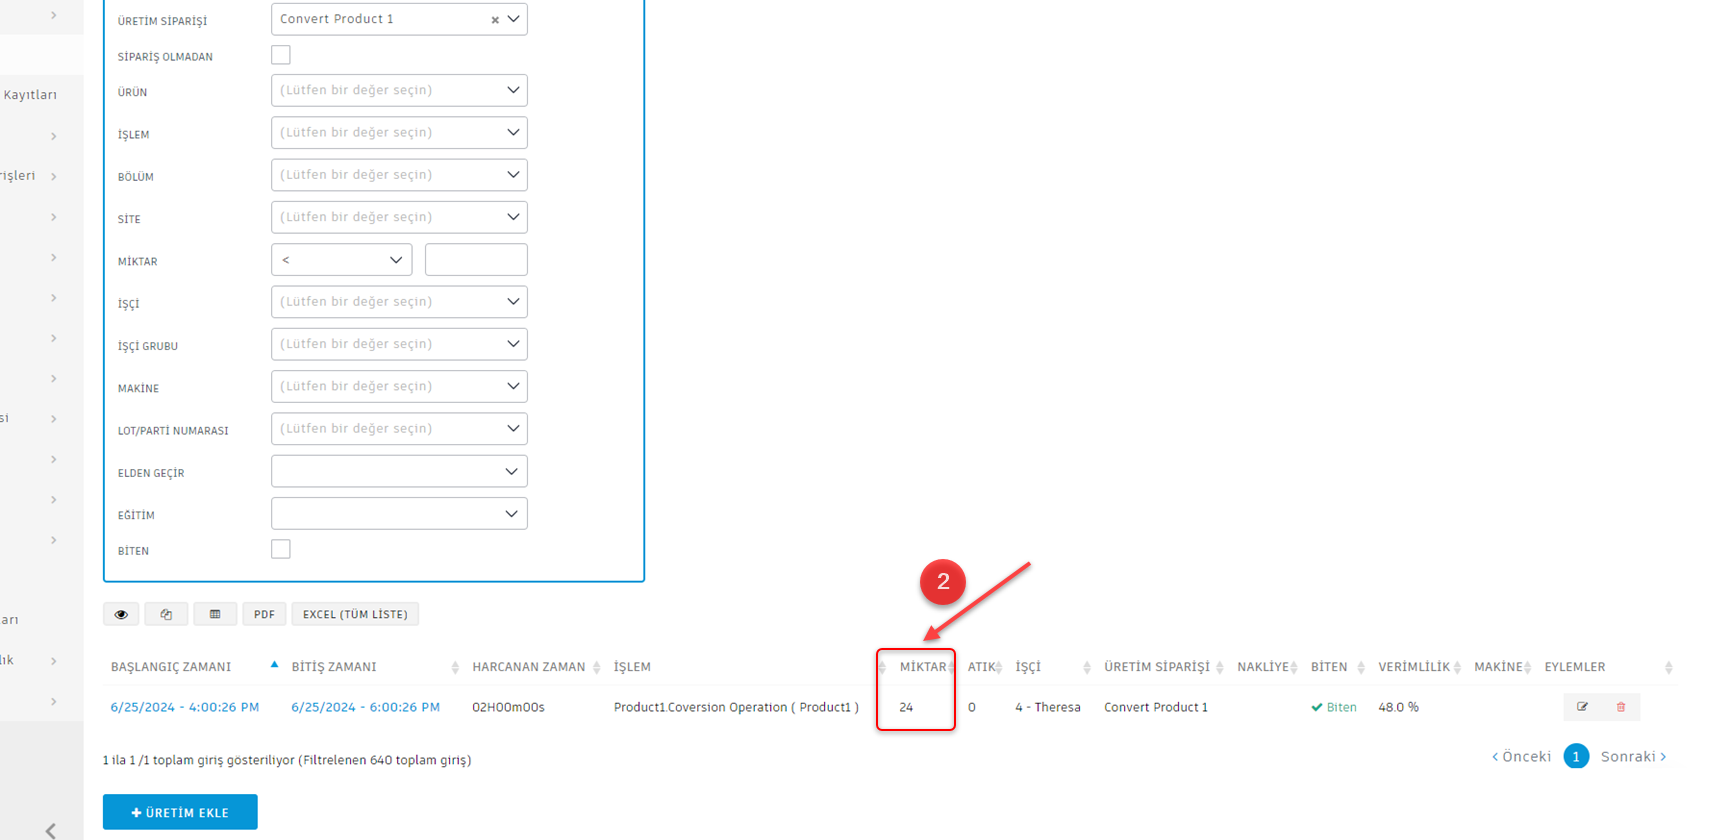 ÜRETİM SİPARİŞİ Convert Product 1 ×
SİPARİŞ OLMADAN
Kayıtları
ÜRÜN (Lütfen bir değer seçin)
İŞLEM (Lütfen bir değer seçin)
rişleri
BÖLÜM (Lütfen bir değer seçin)
SİTE (Lütfen bir değer seçin)
MİKTAR <
İŞÇİ (Lütfen bir değer seçin)
İŞÇİ GRUBU (Lütfen bir değer seçin)
MAKİNE (Lütfen bir değer seçin)
si
LOT/PARTİ NUMARASI (Lütfen bir değer seçin)
ELDEN GEÇİR
EĞİTİM
BİTEN
2
PDF EXCEL (TÜM LİSTE)
arı
lık
BAŞLANGIÇ ZAMANI BİTİŞ ZAMANI HARCANAN ZAMAN İŞLEM MİKTAR ATIK İŞÇİ ÜRETİM SİPARİŞİ NAKLİYE BİTEN VERİMLİLİK MAKİNE EYLEMLER
6/25/2024 - 4:00:26 PM 6/25/2024 - 6:00:26 PM 02H00m00s Product1.Coversion Operation ( Product1 ) 24 0 4 - Theresa Convert Product 1 Biten 48.0 %
1 ila 1 /1 toplam giriş gösteriliyor (Filtrelenen 640 toplam giriş)
‹ Önceki 1 Sonraki ›
+ ÜRETİM EKLE